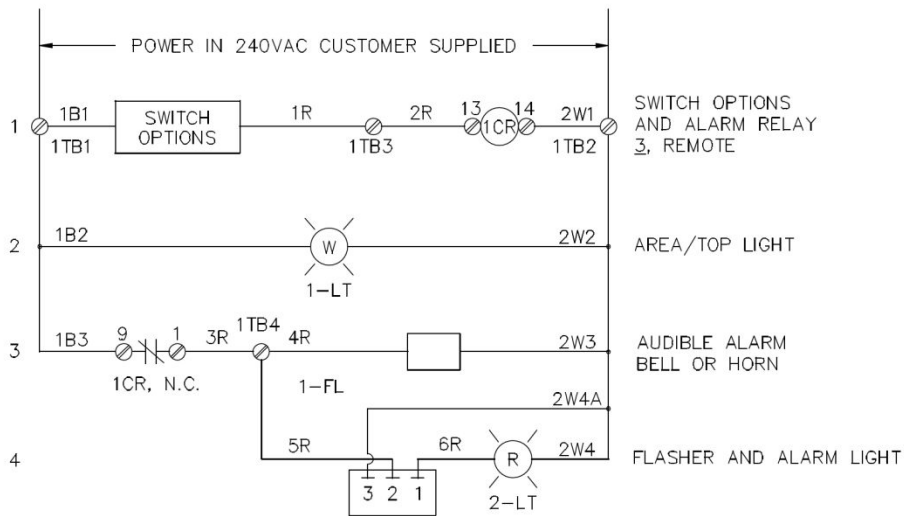 POWER IN 240VAC CUSTOMER SUPPLIED
1 1B1 SWITCH OPTIONS 1R 2R 13 1CR 14 2W1 SWITCH OPTIONS
1TB1 1TB3 1TB2 AND ALARM RELAY
3, REMOTE
2 1B2 W 2W2 AREA/TOP LIGHT
1-LT
3 1B3 9 1 3R 1TB4 4R 2W3 AUDIBLE ALARM
1CR, N.C. BELL OR HORN
1-FL
2W4A
4 5R 6R R 2W4 FLASHER AND ALARM LIGHT
3 2 1 2-LT